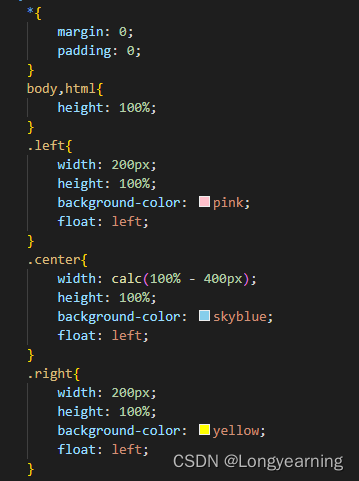 *{
    margin: 0;
    padding: 0;
}
body,html{
    height: 100%;
}
.left{
    width: 200px;
    height: 100%;
    background-color: pink;
    float: left;
}
.center{
    width: calc(100% - 400px);
    height: 100%;
    background-color: skyblue;
    float: left;
}
.right{
    width: 200px;
    height: 100%;
    background-color: yellow;
    float: left;
}
CSDN @Longyearning